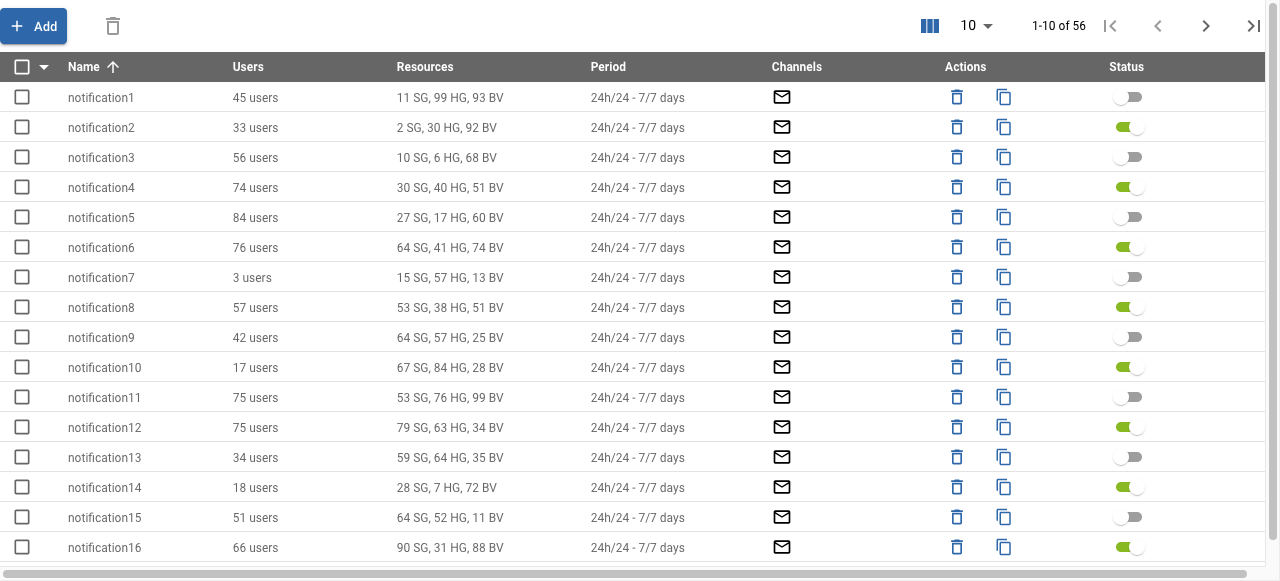 Add 10 1-10 of 56
Name Users Resources Period Channels Actions Status
notification1 45 users 11 SG, 99 HG, 93 BV 24h/24 - 7/7 days
notification2 33 users 2 SG, 30 HG, 92 BV 24h/24 - 7/7 days
notification3 56 users 10 SG, 6 HG, 68 BV 24h/24 - 7/7 days
notification4 74 users 30 SG, 40 HG, 51 BV 24h/24 - 7/7 days
notification5 84 users 27 SG, 17 HG, 60 BV 24h/24 - 7/7 days
notification6 76 users 64 SG, 41 HG, 74 BV 24h/24 - 7/7 days
notification7 3 users 15 SG, 57 HG, 13 BV 24h/24 - 7/7 days
notification8 57 users 53 SG, 38 HG, 51 BV 24h/24 - 7/7 days
notification9 42 users 64 SG, 57 HG, 25 BV 24h/24 - 7/7 days
notification10 17 users 67 SG, 84 HG, 28 BV 24h/24 - 7/7 days
notification11 75 users 53 SG, 76 HG, 99 BV 24h/24 - 7/7 days
notification12 75 users 79 SG, 63 HG, 34 BV 24h/24 - 7/7 days
notification13 34 users 59 SG, 64 HG, 35 BV 24h/24 - 7/7 days
notification14 18 users 28 SG, 7 HG, 72 BV 24h/24 - 7/7 days
notification15 51 users 64 SG, 52 HG, 11 BV 24h/24 - 7/7 days
notification16 66 users 90 SG, 31 HG, 88 BV 24h/24 - 7/7 days